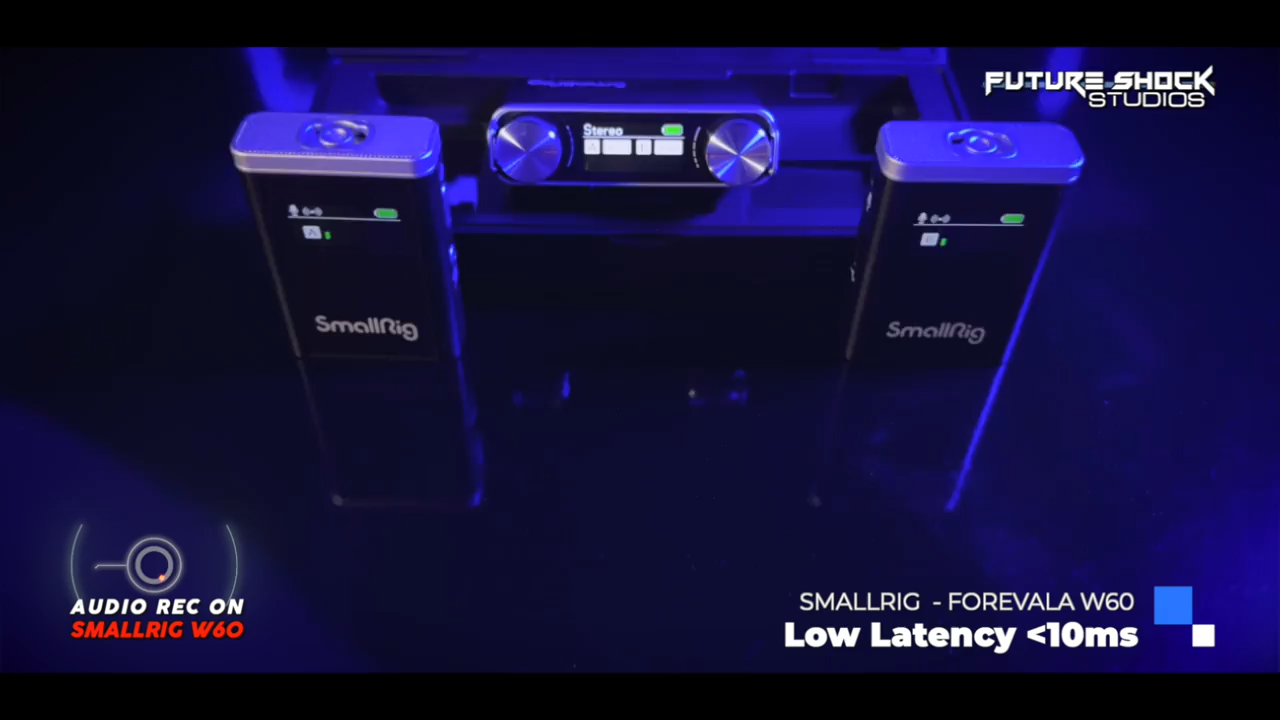 FUTURE SHOCK
STUDIOS
Stereo
A
SmallRig
SmallRig
AUDIO REC ON
SMALLRIG W60
SMALLRIG - FOREVALA W60
Low Latency <10ms